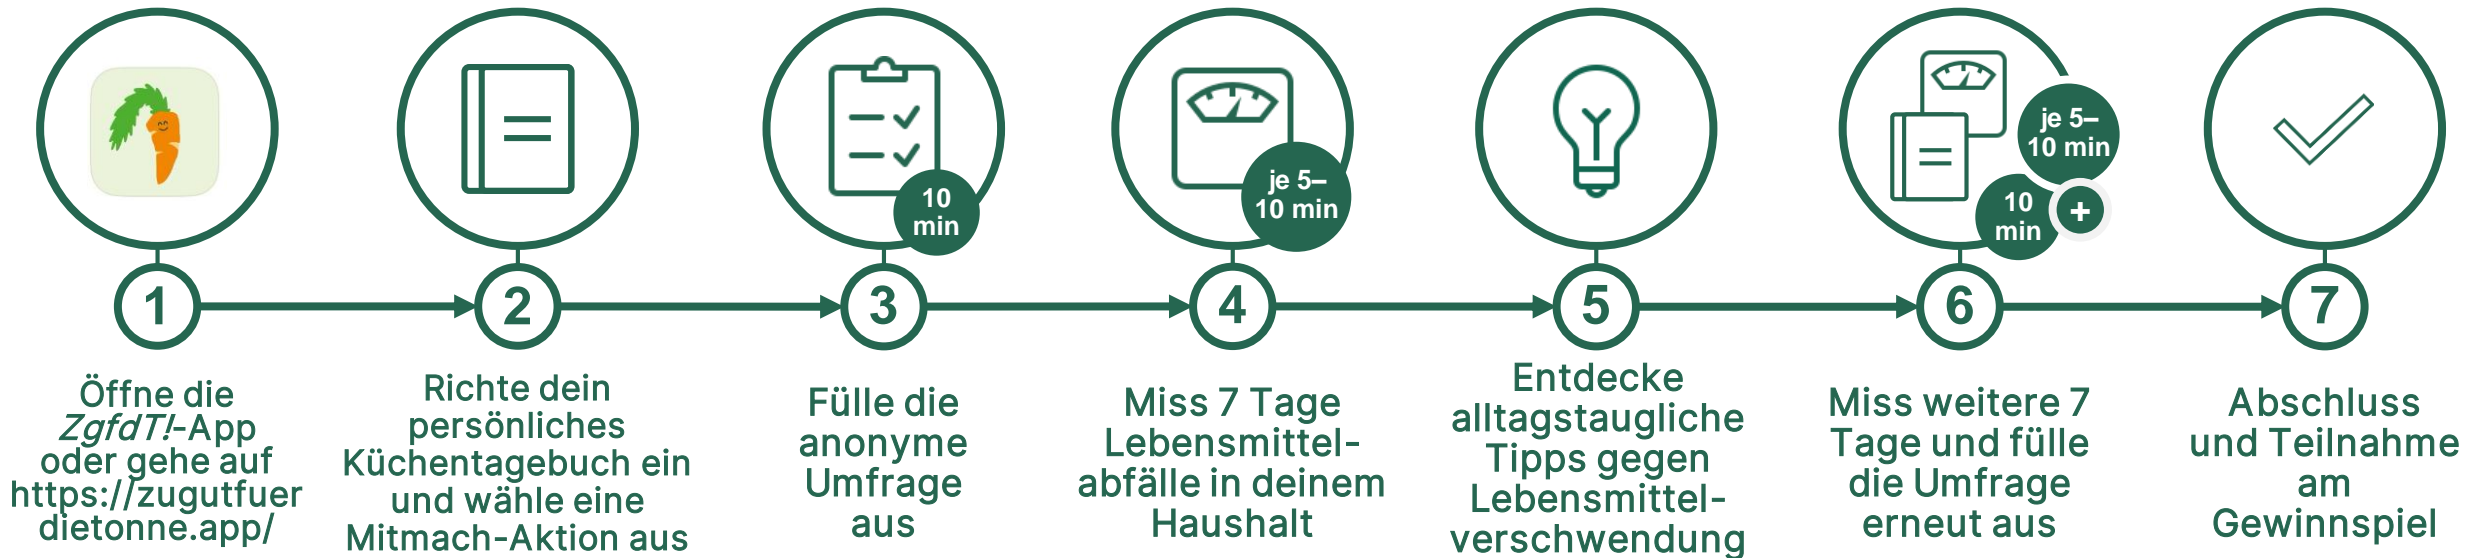 10
min
je 5–
10 min
je 5–
10 min
10
min
+
1
2
3
4
5
6
7
Öffne die
ZgfdT!-App
oder gehe auf
https://zugutfuer
dietonne.app/
Richte dein
persönliches
Küchentagebuch ein
und wähle eine
Mitmach-Aktion aus
Fülle die
anonyme
Umfrage
aus
Miss 7 Tage
Lebensmittel-
abfälle in deinem
Haushalt
Entdecke
alltagstaugliche
Tipps gegen
Lebensmittel-
verschwendung
Miss weitere 7
Tage und fülle
die Umfrage
erneut aus
Abschluss
und Teilnahme
am
Gewinnspiel